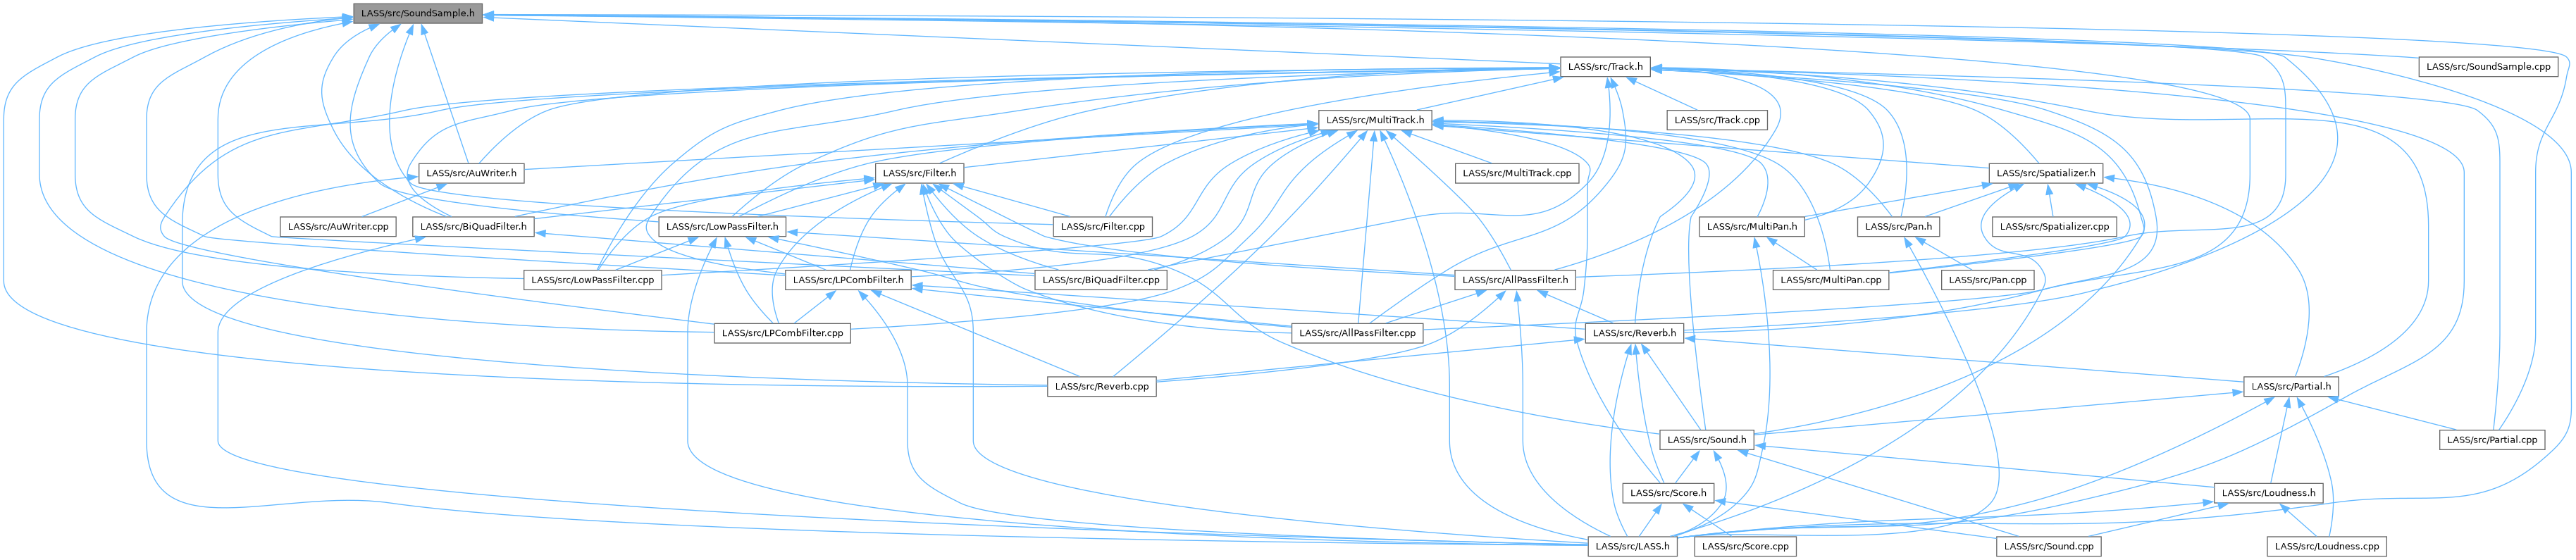 LASS/src/SoundSample.h
LASS/src/Track.h
LASS/src/SoundSample.cpp
LASS/src/MultiTrack.h
LASS/src/Track.cpp
LASS/src/AuWriter.h
LASS/src/Filter.h
LASS/src/MultiTrack.cpp
LASS/src/Spatializer.h
LASS/src/AuWriter.cpp
LASS/src/BiQuadFilter.h
LASS/src/LowPassFilter.h
LASS/src/Filter.cpp
LASS/src/MultiPan.h
LASS/src/Pan.h
LASS/src/Spatializer.cpp
LASS/src/LowPassFilter.cpp
LASS/src/LPCombFilter.h
LASS/src/BiQuadFilter.cpp
LASS/src/AllPassFilter.h
LASS/src/MultiPan.cpp
LASS/src/Pan.cpp
LASS/src/LPCombFilter.cpp
LASS/src/AllPassFilter.cpp
LASS/src/Reverb.h
LASS/src/Reverb.cpp
LASS/src/Partial.h
LASS/src/Sound.h
LASS/src/Partial.cpp
LASS/src/Score.h
LASS/src/Loudness.h
LASS/src/LASS.h
LASS/src/Score.cpp
LASS/src/Sound.cpp
LASS/src/Loudness.cpp